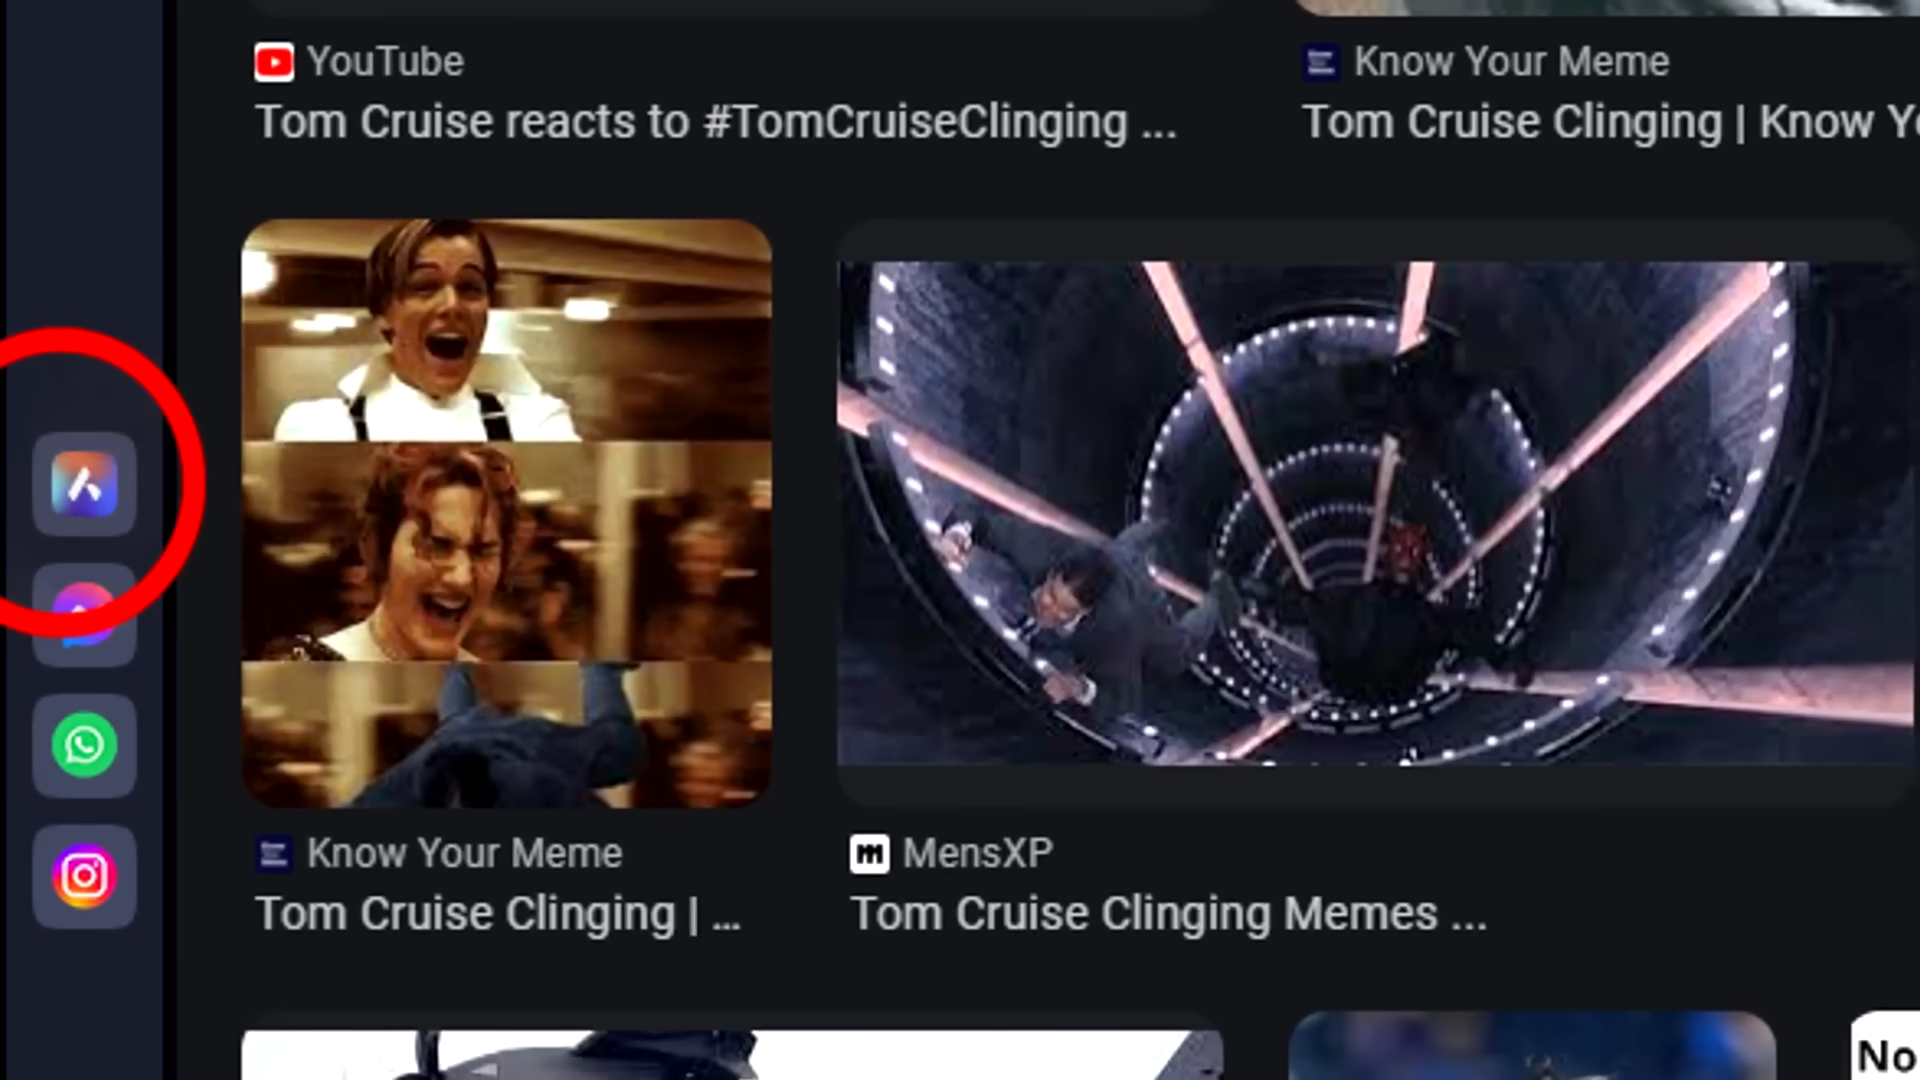 YouTube
Tom Cruise reacts to #TomCruiseClinging ...
Know Your Meme
Tom Cruise Clinging | Know Y
Know Your Meme
Tom Cruise Clinging | ...
MensXP
Tom Cruise Clinging Memes ...
No